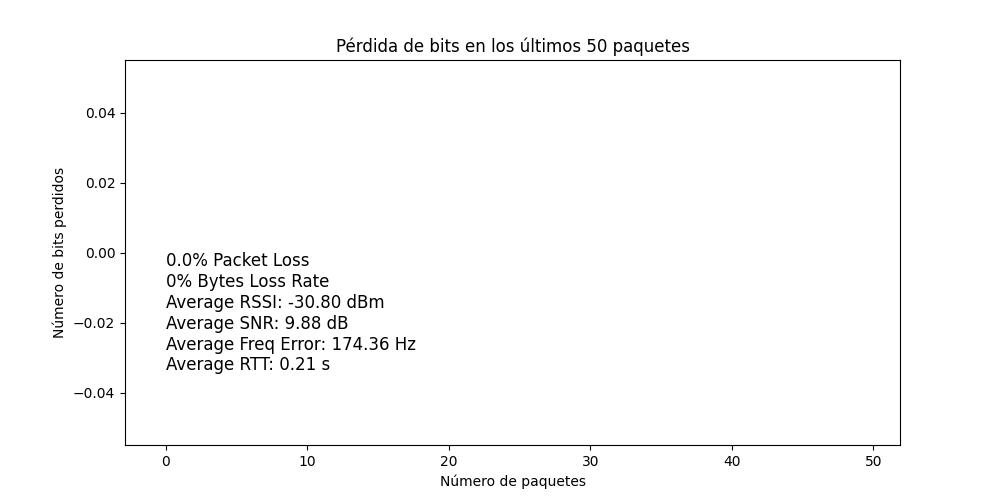 Pérdida de bits en los últimos 50 paquetes
Número de bits perdidos
0.04
0.02
0.00
−0.02
−0.04
0.0% Packet Loss
0% Bytes Loss Rate
Average RSSI: -30.80 dBm
Average SNR: 9.88 dB
Average Freq Error: 174.36 Hz
Average RTT: 0.21 s
0 10 20 30 40 50
Número de paquetes